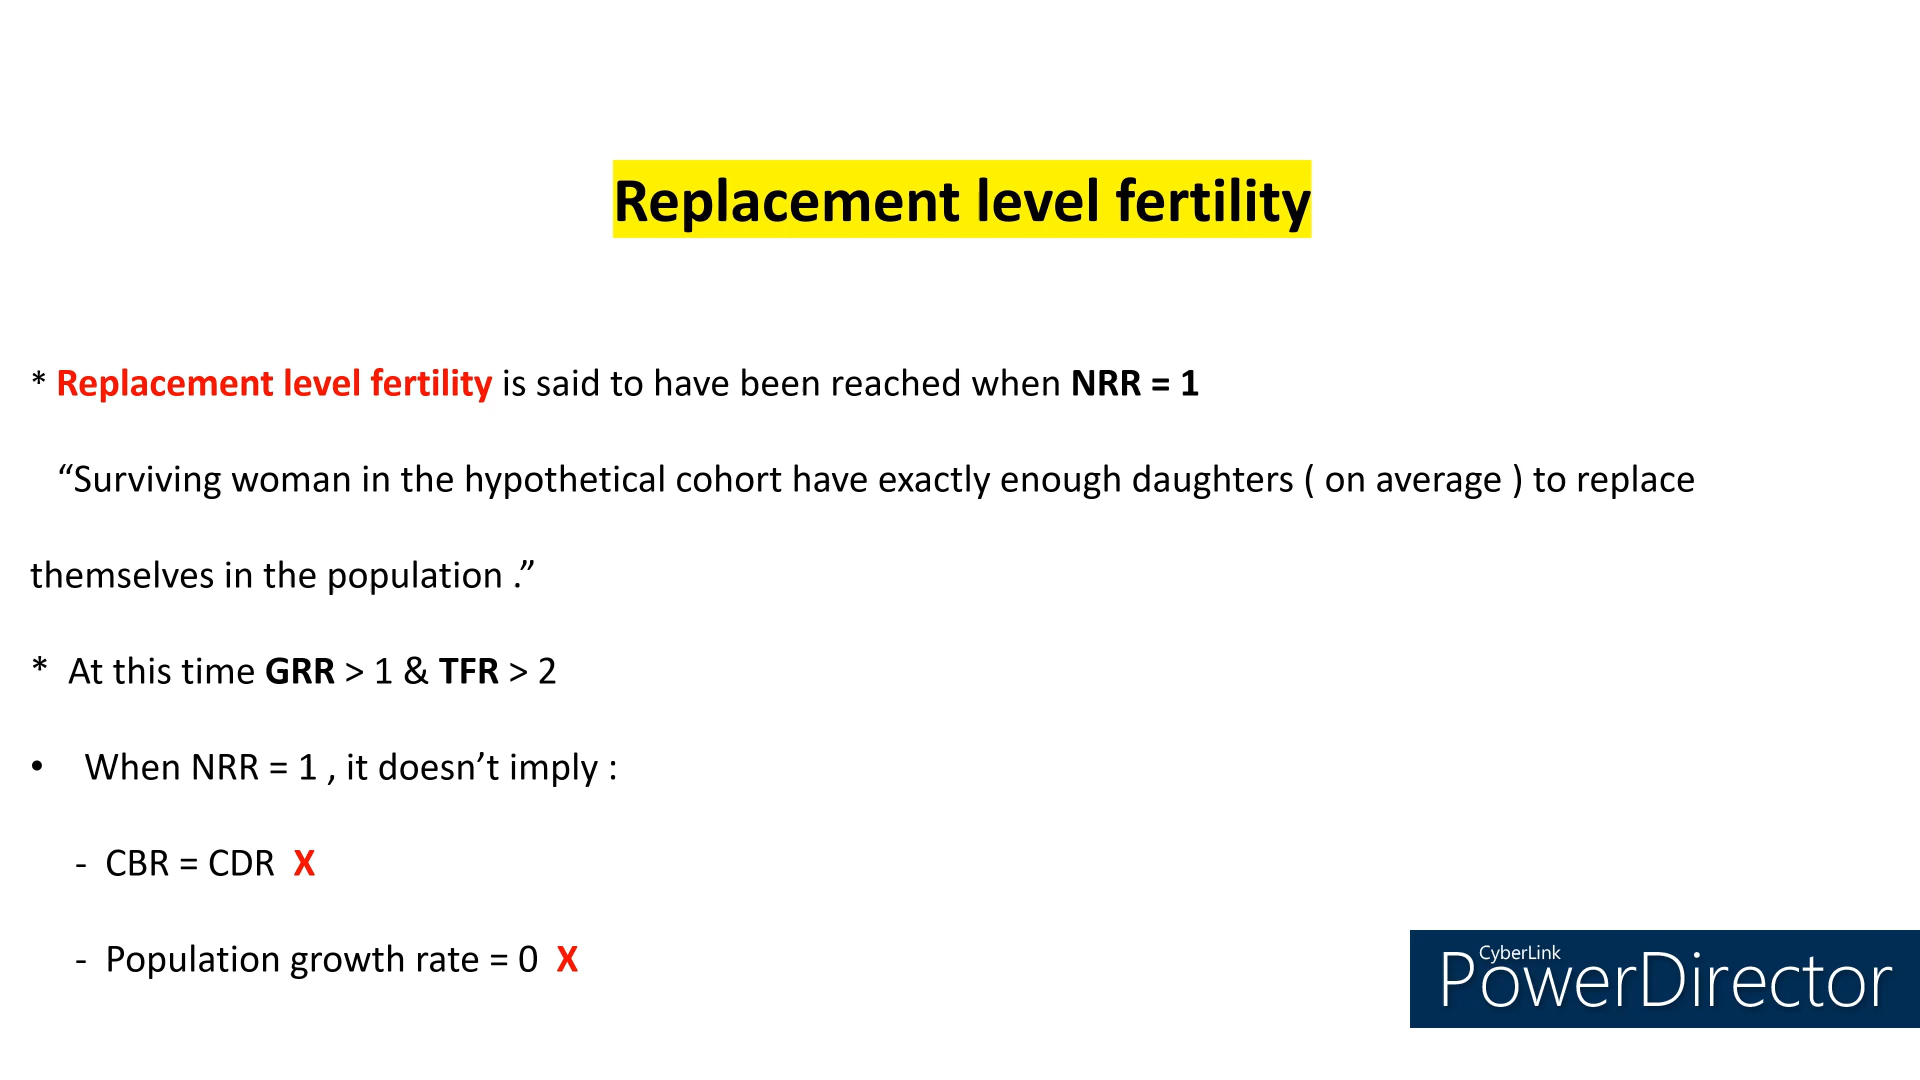 Replacement level fertility
* Replacement level fertility is said to have been reached when NRR = 1
“Surviving woman in the hypothetical cohort have exactly enough daughters ( on average ) to replace
themselves in the population .”
* At this time GRR > 1 & TFR > 2
• When NRR = 1 , it doesn’t imply :
- CBR = CDR X
- Population growth rate = 0 X
CyberLink
PowerDirector